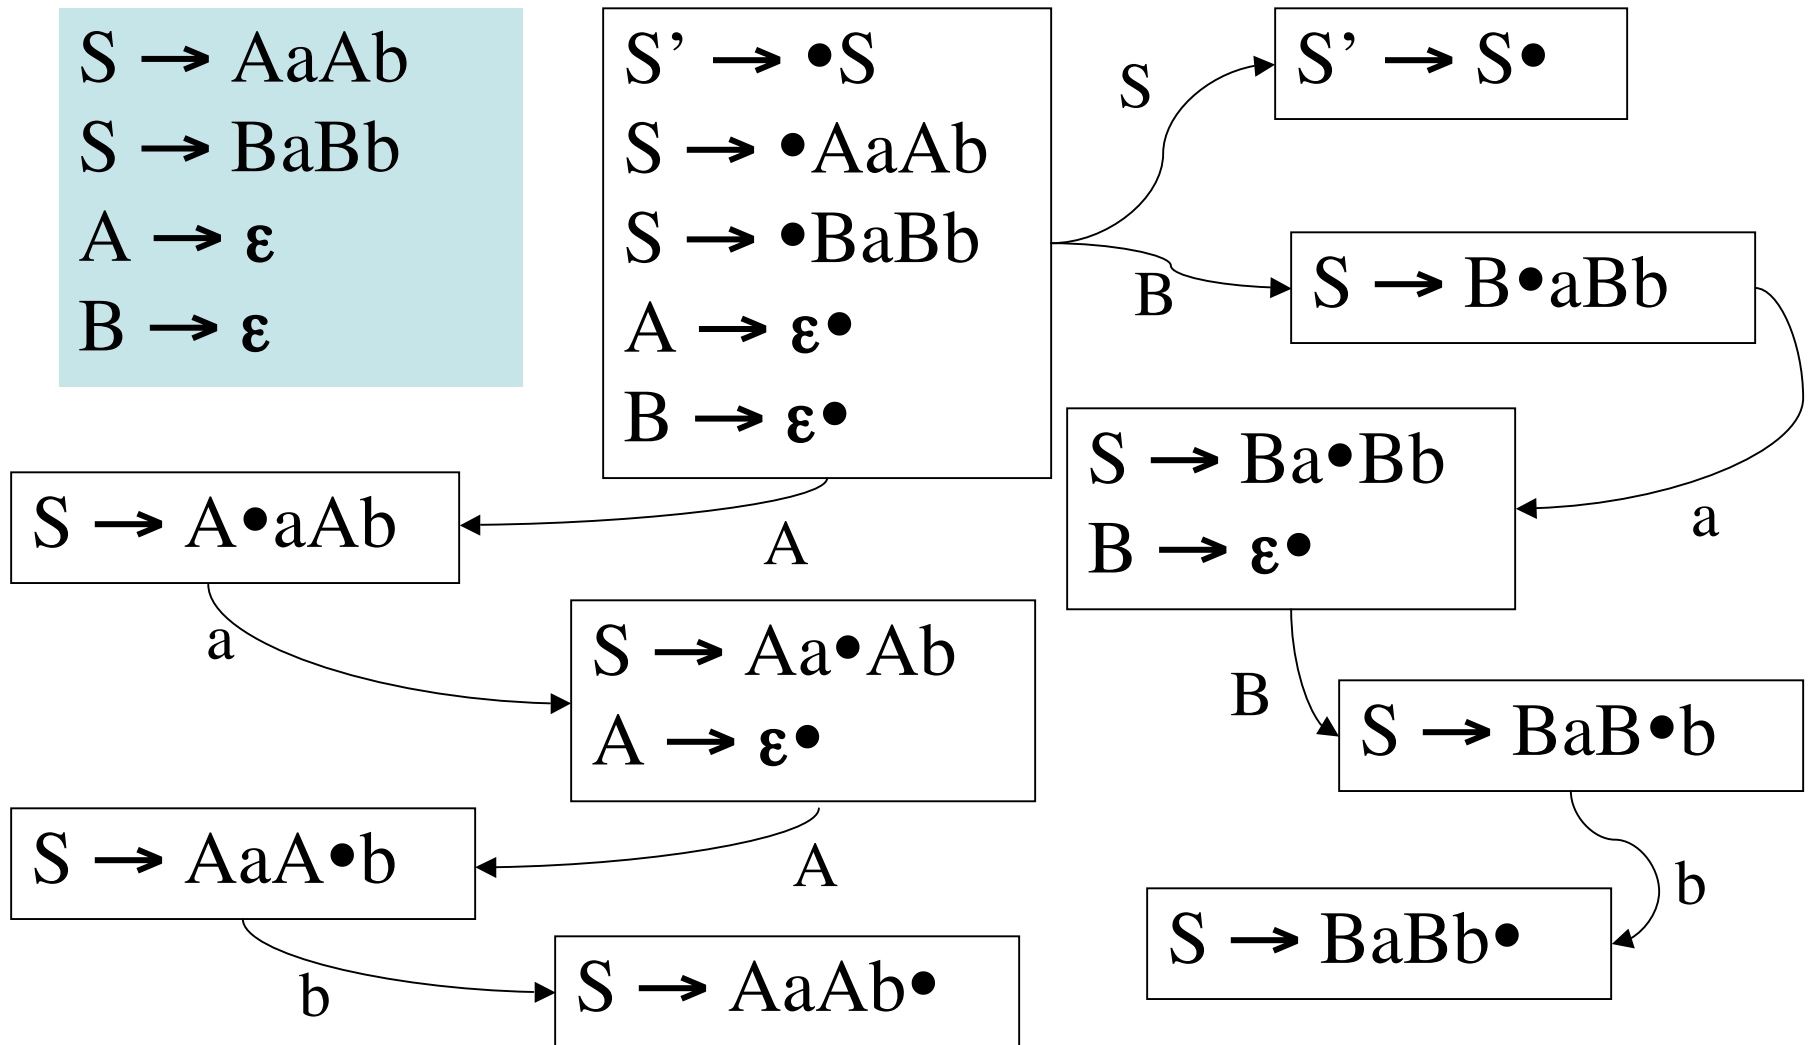 S → AaAb
S → BaBb
A → ε
B → ε
S’ → •S
S → •AaAb
S → •BaBb
A → ε•
B → ε•
S
S’ → S•
B
S → B•aBb
a
S → Ba•Bb
B → ε•
B
S → BaB•b
b
S → BaBb•
A
S → A•aAb
a
S → Aa•Ab
A → ε•
A
S → AaA•b
b
S → AaAb•